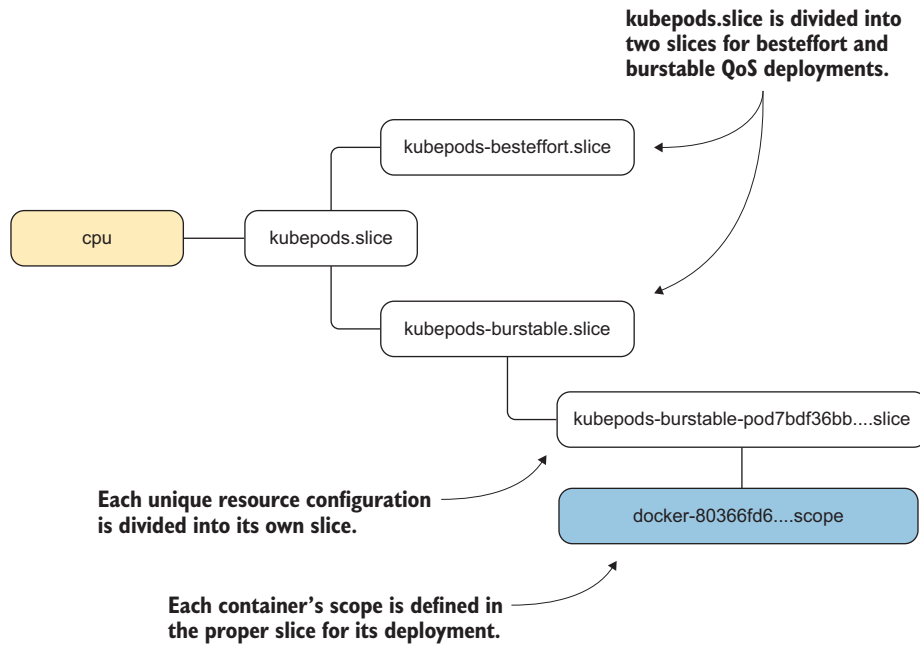 kubepods.slice is divided into
two slices for besteffort and
burstable QoS deployments.
kubepods-besteffort.slice
cpu
kubepods.slice
kubepods-burstable.slice
kubepods-burstable-pod7bdf36bb....slice
Each unique resource configuration
is divided into its own slice.
docker-80366fd6....scope
Each container’s scope is defined in
the proper slice for its deployment.